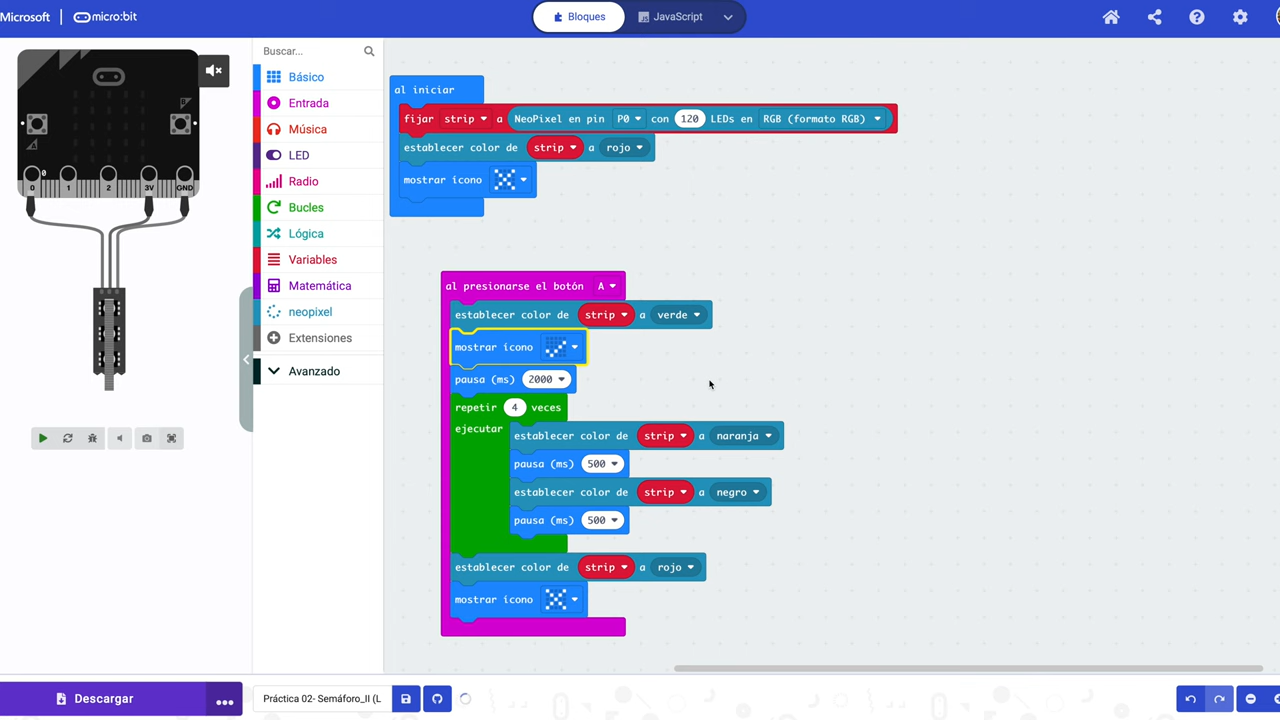 Microsoft
micro:bit
Bloques
JavaScript
0
0
1
2
3V
GND
B
A
Buscar...
Básico
Entrada
Música
LED
Radio
Bucles
Lógica
Variables
Matemática
neopixel
Extensiones
Avanzado
al iniciar
fijar strip a NeoPixel en pin P0 con 120 LEDs en RGB (formato RGB)
establecer color de strip a rojo
mostrar ícono
al presionarse el botón A
establecer color de strip a verde
mostrar ícono
pausa (ms) 2000
repetir 4 veces
ejecutar
establecer color de strip a naranja
pausa (ms) 500
establecer color de strip a negro
pausa (ms) 500
establecer color de strip a rojo
mostrar ícono
Descargar
Práctica 02- Semáforo_II (L